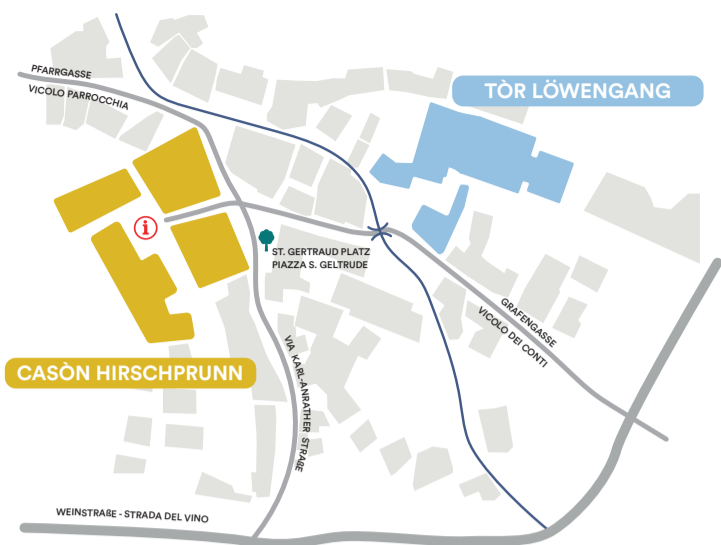 PFARRGASSE
VICOLO PARROCCHIA
TÒR LÖWENGANG
i
ST. GERTRAUD PLATZ
PIAZZA S. GELTRUDE
GRAFENGASSE
VICOLO DEI CONTI
CASÒN HIRSCHPRUNN
VIA KARL-ANRATHER STRAßE
WEINSTRAßE - STRADA DEL VINO